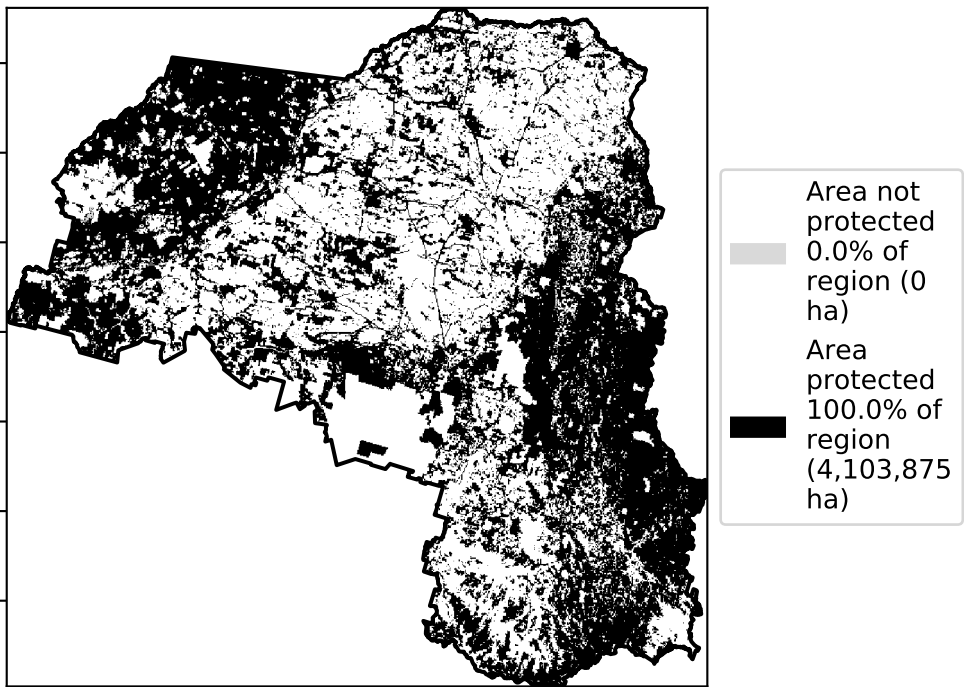 Area not
protected
0.0% of
region (0
ha)
Area
protected
100.0% of
region
(4,103,875
ha)